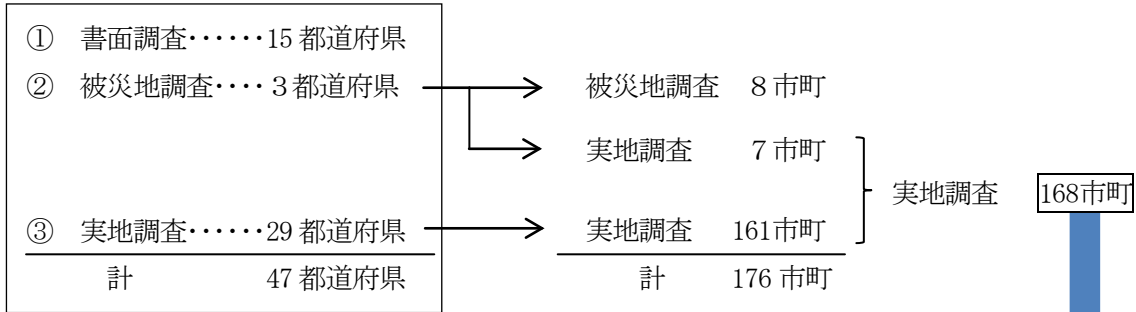 ① 書面調査‥‥‥15 都道府県
② 被災地調査‥‥ 3 都道府県 被災地調査 8 市町
実地調査 7 市町
実地調査 168市町
③ 実地調査‥‥‥29 都道府県 実地調査 161市町
計 47 都道府県 計 176 市町